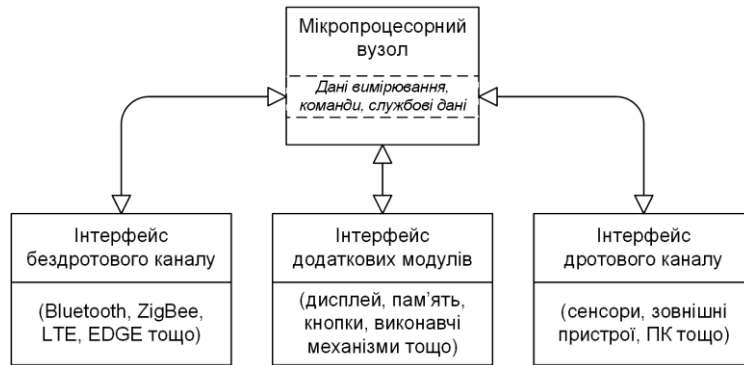 Мікропроцесорний
вузол
Дані вимірювання,
команди, службові дані
Інтерфейс
бездротового каналу
(Bluetooth, ZigBee,
LTE, EDGE тощо)
Інтерфейс
додаткових модулів
(дисплей, пам’ять,
кнопки, виконавчі
механізми тощо)
Інтерфейс
дротового каналу
(сенсори, зовнішні
пристрої, ПК тощо)